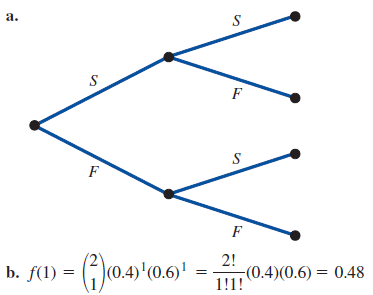 a.
S
S
F
F
S
F
b. f(1) = (2 1)(0.4)¹(0.6)¹ = 2!/1!1! (0.4)(0.6) = 0.48